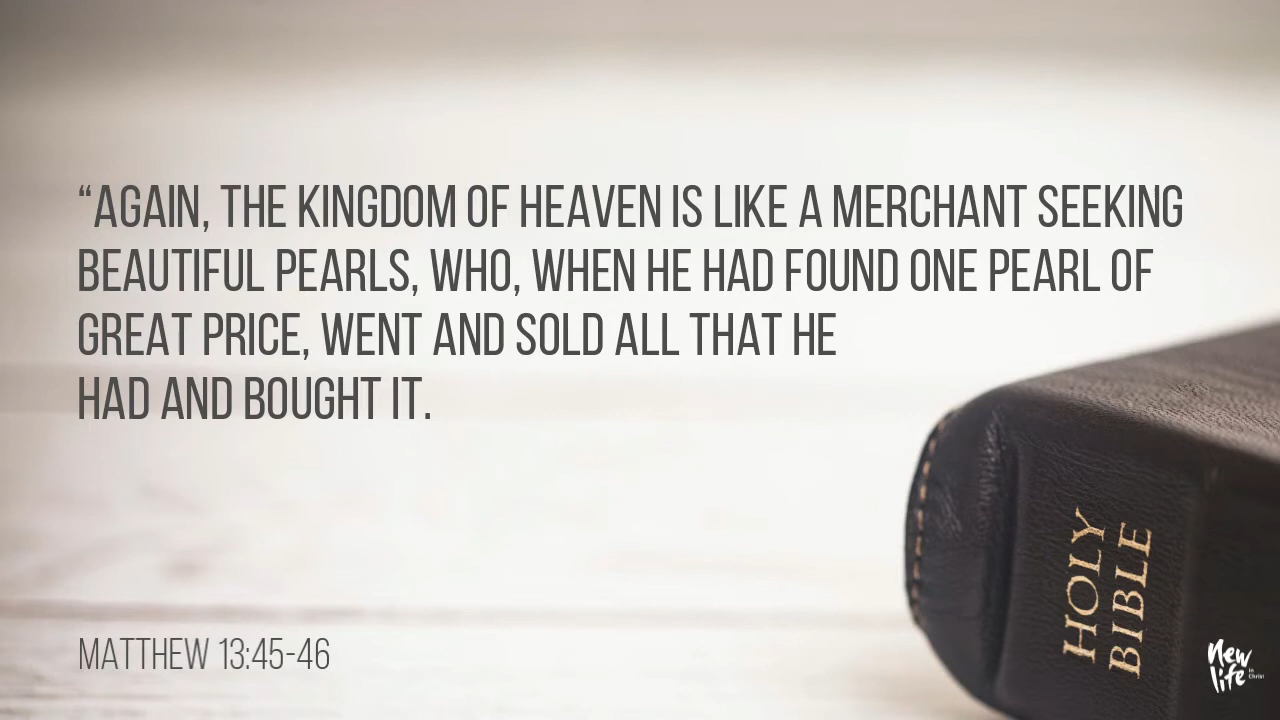 “AGAIN, THE KINGDOM OF HEAVEN IS LIKE A MERCHANT SEEKING
BEAUTIFUL PEARLS, WHO, WHEN HE HAD FOUND ONE PEARL OF
GREAT PRICE, WENT AND SOLD ALL THAT HE
HAD AND BOUGHT IT.
MATTHEW 13:45-46
HOLY
BIBLE
New
life in
Christ